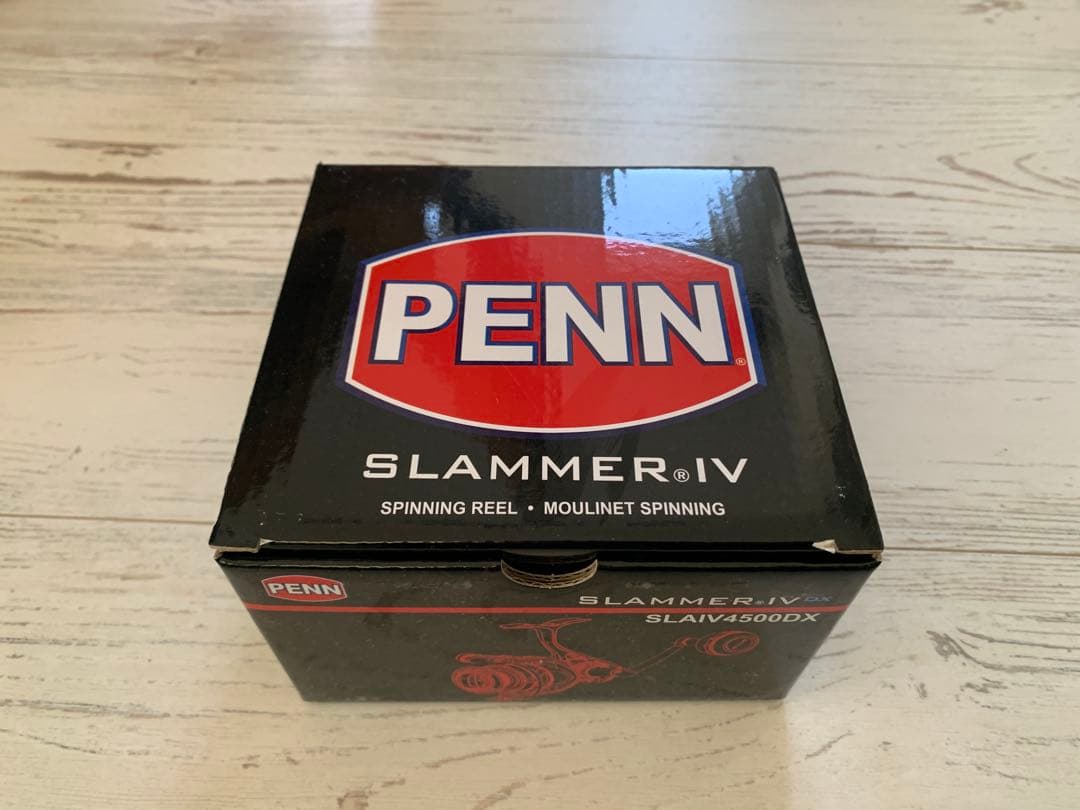 PENN®
SLAMMER®IV
SPINNING REEL • MOULINET SPINNING
PENN
SLAMMER®IV DX
SLAIV4500DX